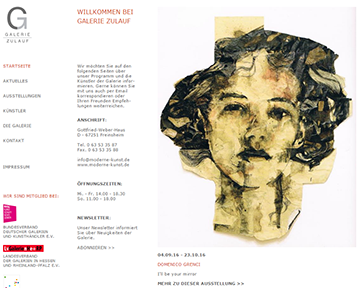 G
GALERIE
ZULAUF
STARTSEITE
AKTUELLES
AUSSTELLUNGEN
KÜNSTLER
DIE GALERIE
KONTAKT
IMPRESSUM
WIR SIND MITGLIED BEI:
BUNDESVERBAND
DEUTSCHER GALERIEN
UND KUNSTHÄNDLER E.V.
LANDESVERBAND
DER GALERIEN IN HESSEN
UND RHEINLAND-PFALZ E.V.
WILLKOMMEN BEI
GALERIE ZULAUF
Wir möchten Sie auf den
folgenden Seiten über
unser Programm und die
Künstler der Galerie infor-
mieren. Gerne können Sie
mit uns auch per Email
korrespondieren oder
Ihren Freunden Empfeh-
lungen weiterreichen.
ANSCHRIFT:
Gottfried-Weber-Haus
D - 67251 Freinsheim
Tel. 0 63 53/35 87
Fax. 0 63 53/35 88
info@moderne-kunst.de
www.moderne-kunst.de
ÖFFNUNGSZEITEN:
Mi. - Fr. 14.00 - 18.30
So. 11.00 - 18.00
NEWSLETTER:
Unser Newsletter informiert
Sie über Neuigkeiten der
Galerie.
ABONNIEREN >>
04.09.16 - 23.10.16
DOMENICO GRENCI
I'll be your mirror
MEHR ZU DIESER AUSSTELLUNG >>